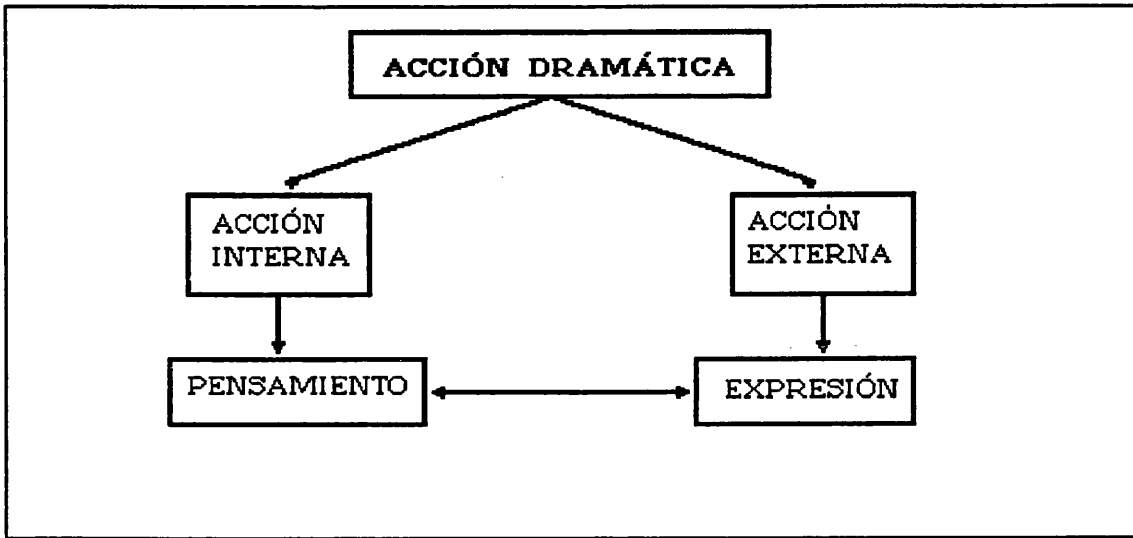 ACCIÓN DRAMÁTICA
ACCIÓN
INTERNA
ACCIÓN
EXTERNA
PENSAMIENTO
EXPRESIÓN